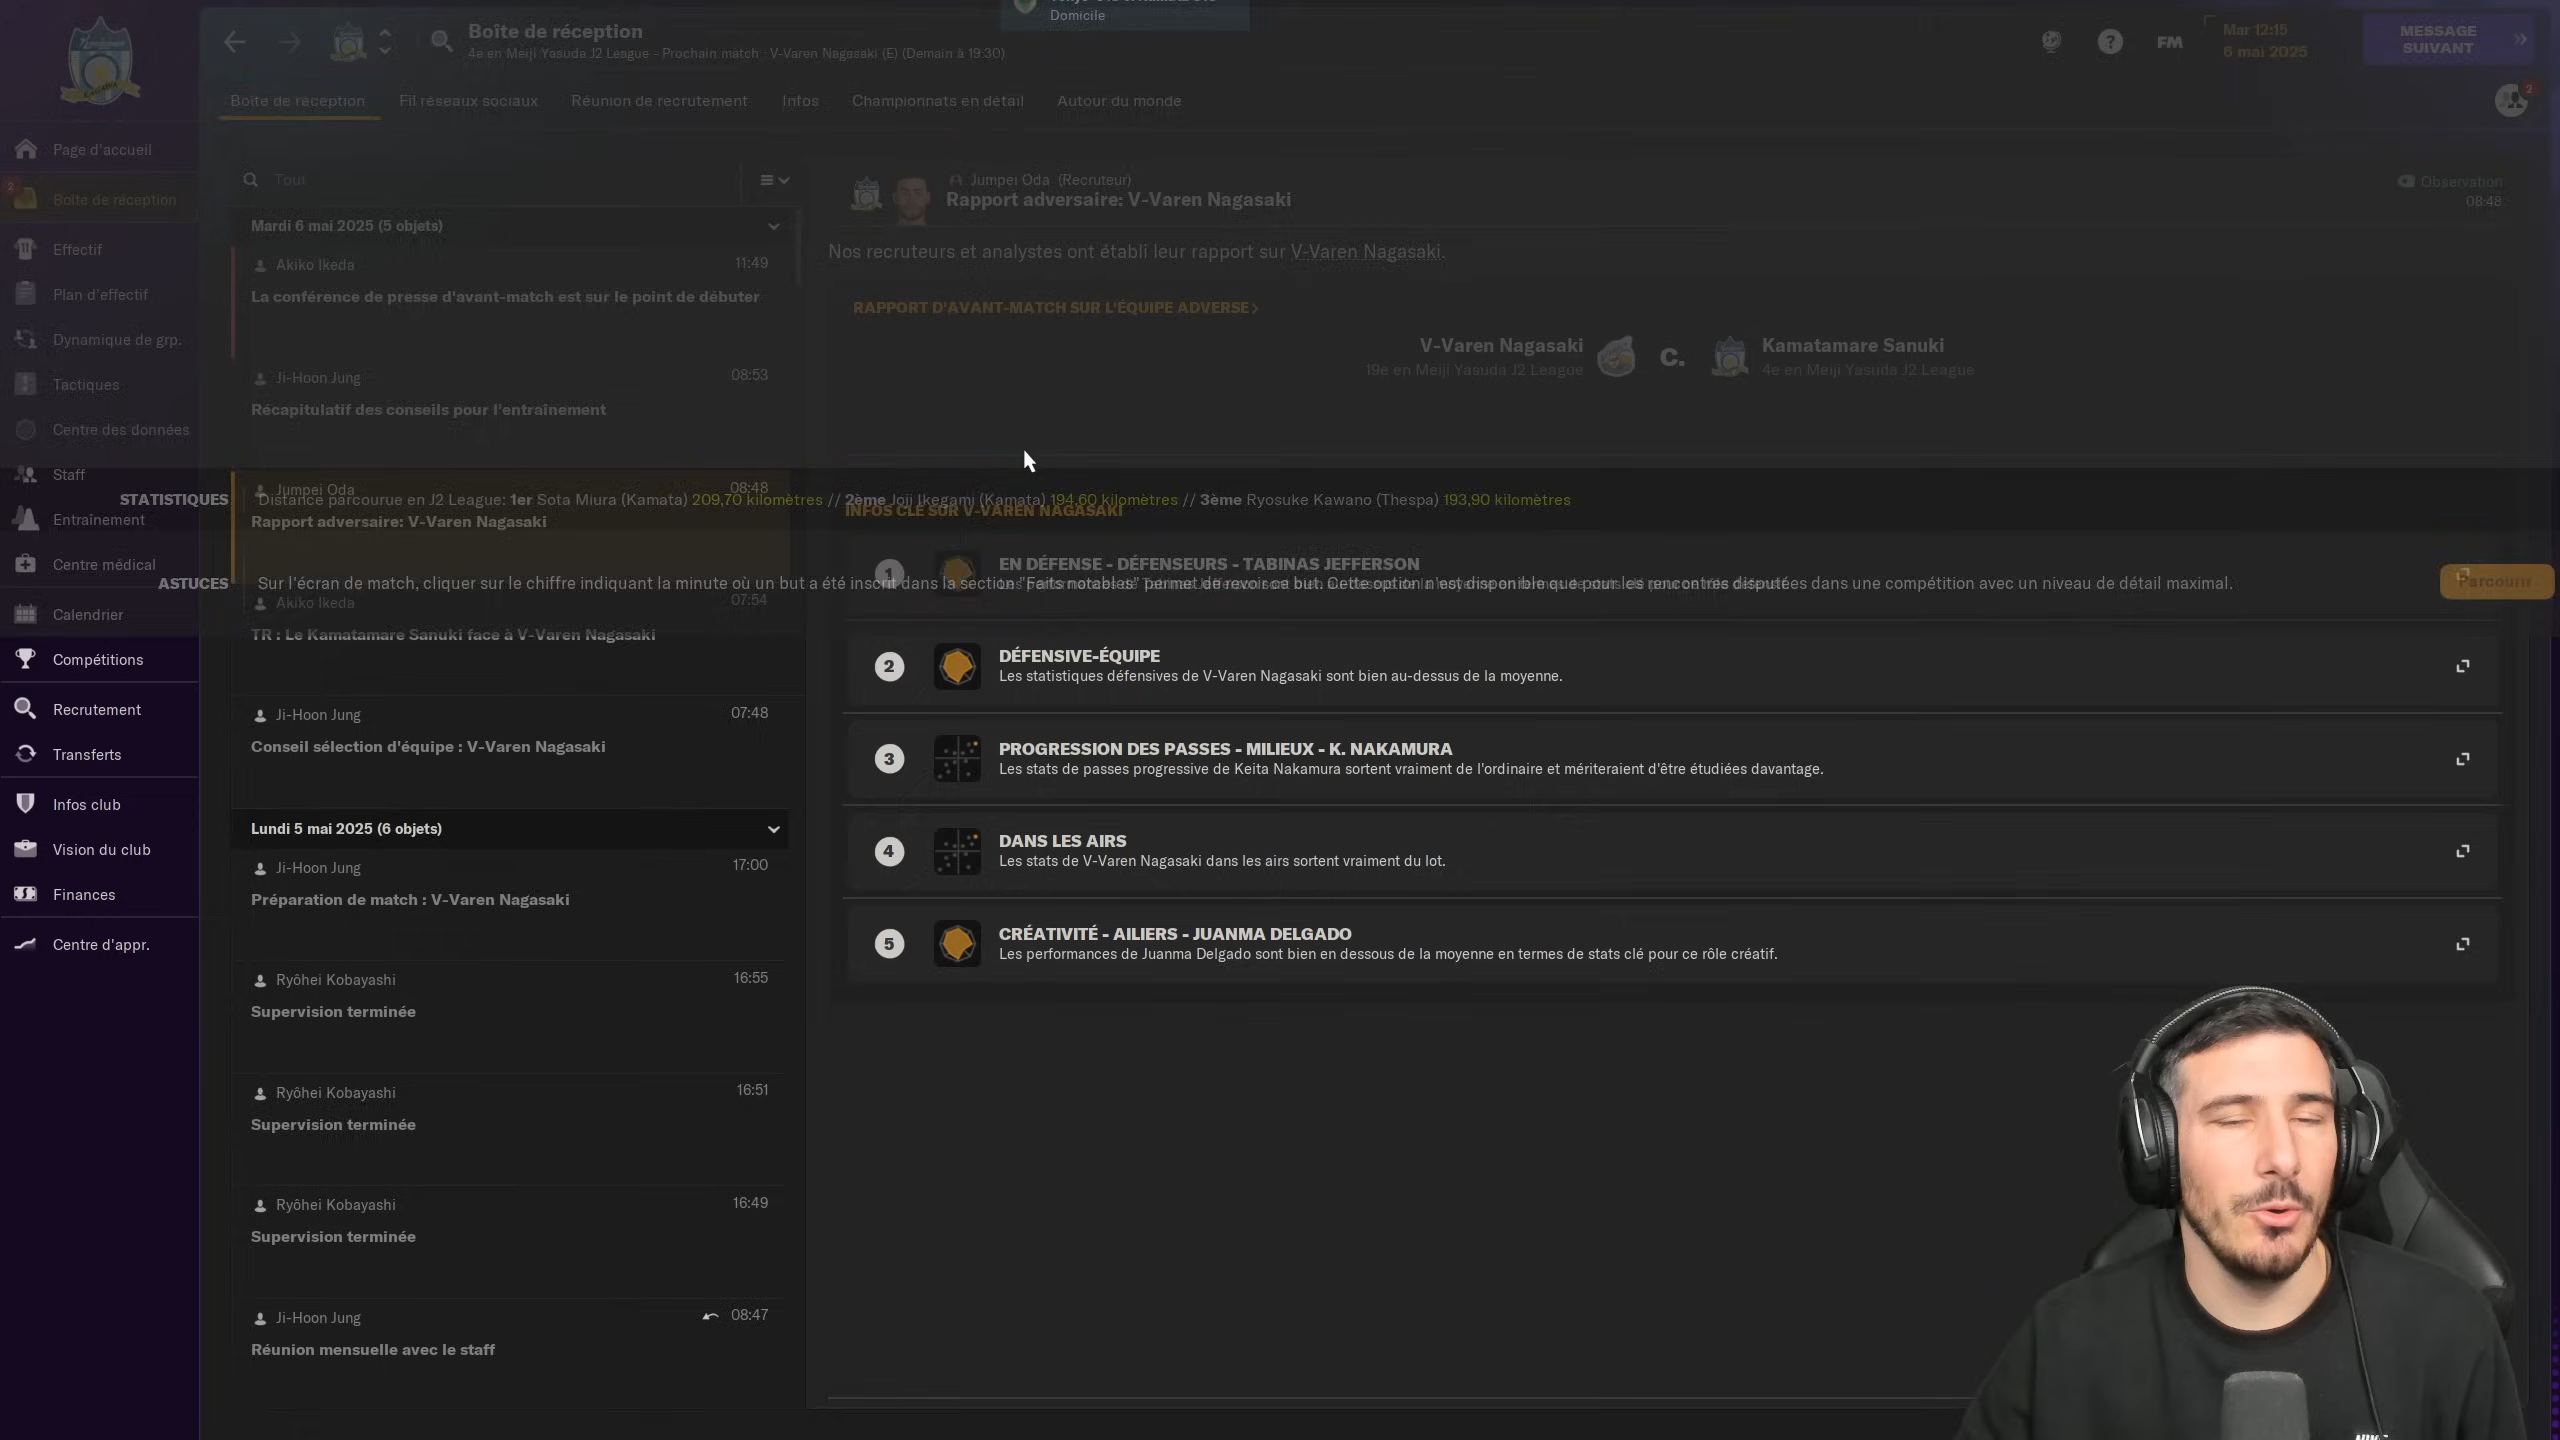 Domicile
Boîte de réception
4e en Meiji Yasuda J2 League - Prochain match : V-Varen Nagasaki (E) (Demain à 19:30)
FM
Mar 12:15
6 mai 2025
MESSAGE
SUIVANT
Boîte de réception
Fil réseaux sociaux
Réunion de recrutement
Infos
Championnats en détail
Autour du monde
2
Page d'accueil
2
Boîte de réception
Effectif
Plan d'effectif
Dynamique de grp.
Tactiques
Centre des données
Staff
Entraînement
Centre médical
Calendrier
Compétitions
Recrutement
Transferts
Infos club
Vision du club
Finances
Centre d'appr.
Tout
Mardi 6 mai 2025 (5 objets)
Akiko Ikeda
11:49
La conférence de presse d'avant-match est sur le point de débuter
Ji-Hoon Jung
08:53
Récapitulatif des conseils pour l'entraînement
Jumpei Oda
08:48
Rapport adversaire: V-Varen Nagasaki
Akiko Ikeda
07:54
TR : Le Kamatamare Sanuki face à V-Varen Nagasaki
Ji-Hoon Jung
07:48
Conseil sélection d'équipe : V-Varen Nagasaki
Lundi 5 mai 2025 (6 objets)
Ji-Hoon Jung
17:00
Préparation de match : V-Varen Nagasaki
Ryôhei Kobayashi
16:55
Supervision terminée
Ryôhei Kobayashi
16:51
Supervision terminée
Ryôhei Kobayashi
16:49
Supervision terminée
Ji-Hoon Jung
08:47
Réunion mensuelle avec le staff
Jumpei Oda (Recruteur)
Rapport adversaire: V-Varen Nagasaki
Observation
08:48
Nos recruteurs et analystes ont établi leur rapport sur V-Varen Nagasaki.
RAPPORT D'AVANT-MATCH SUR L'ÉQUIPE ADVERSE>
V-Varen Nagasaki
19e en Meiji Yasuda J2 League
C.
Kamatamare Sanuki
4e en Meiji Yasuda J2 League
STATISTIQUES
Distance parcourue en J2 League: 1er Sota Miura (Kamata) 209,70 kilomètres // 2ème Joji Ikegami (Kamata) 194,60 kilomètres // 3ème Ryosuke Kawano (Thespa) 193,90 kilomètres
INFOS CLÉ SUR V-VAREN NAGASAKI
1
EN DÉFENSE - DÉFENSEURS - TABINAS JEFFERSON
ASTUCES
Sur l'écran de match, cliquer sur le chiffre indiquant la minute où un but a été inscrit dans la section "Faits notables" permet de revoir ce but. Cette option n'est disponible que pour les rencontres disputées dans une compétition avec un niveau de détail maximal.
Parcourir
2
DÉFENSIVE-ÉQUIPE
Les statistiques défensives de V-Varen Nagasaki sont bien au-dessus de la moyenne.
3
PROGRESSION DES PASSES - MILIEUX - K. NAKAMURA
Les stats de passes progressive de Keita Nakamura sortent vraiment de l'ordinaire et mériteraient d'être étudiées davantage.
4
DANS LES AIRS
Les stats de V-Varen Nagasaki dans les airs sortent vraiment du lot.
5
CRÉATIVITÉ - AILIERS - JUANMA DELGADO
Les performances de Juanma Delgado sont bien en dessous de la moyenne en termes de stats clé pour ce rôle créatif.